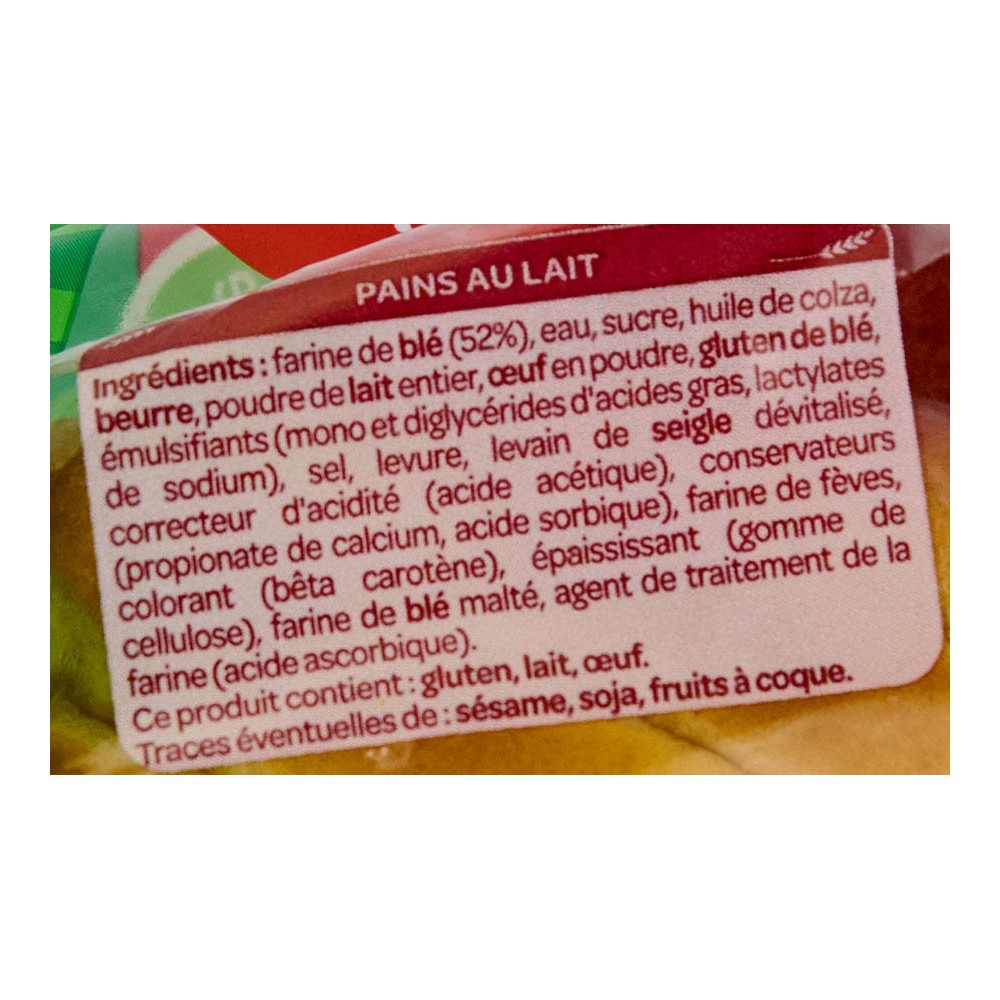 PAINS AU LAIT
Ingrédients : farine de blé (52%), eau, sucre, huile de colza,
beurre, poudre de lait entier, œuf en poudre, gluten de blé,
émulsifiants (mono et diglycérides d'acides gras, lactylates
de sodium), sel, levure, levain de seigle dévitalisé,
correcteur d'acidité (acide acétique), conservateurs
(propionate de calcium, acide sorbique), farine de fèves,
colorant (bêta carotène), épaississant (gomme de
cellulose), farine de blé malté, agent de traitement de la
farine (acide ascorbique).
Ce produit contient : gluten, lait, œuf.
Traces éventuelles de : sésame, soja, fruits à coque.